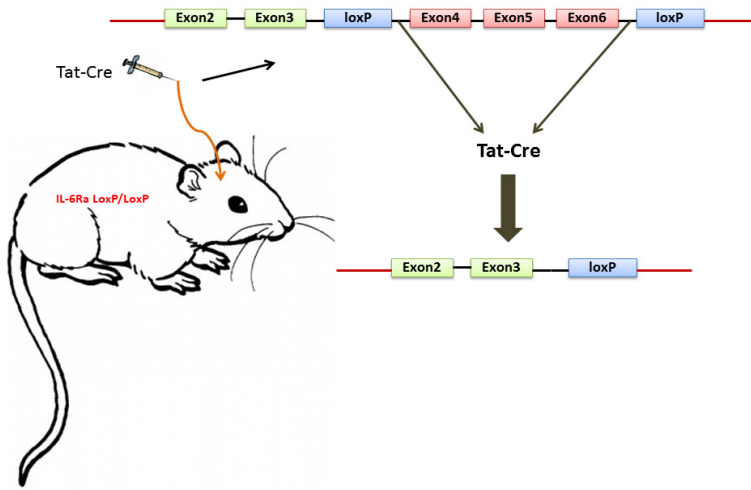 Exon2 Exon3 loxP Exon4 Exon5 Exon6 loxP
Tat-Cre
Tat-Cre
IL-6Ra LoxP/LoxP
Exon2 Exon3 loxP